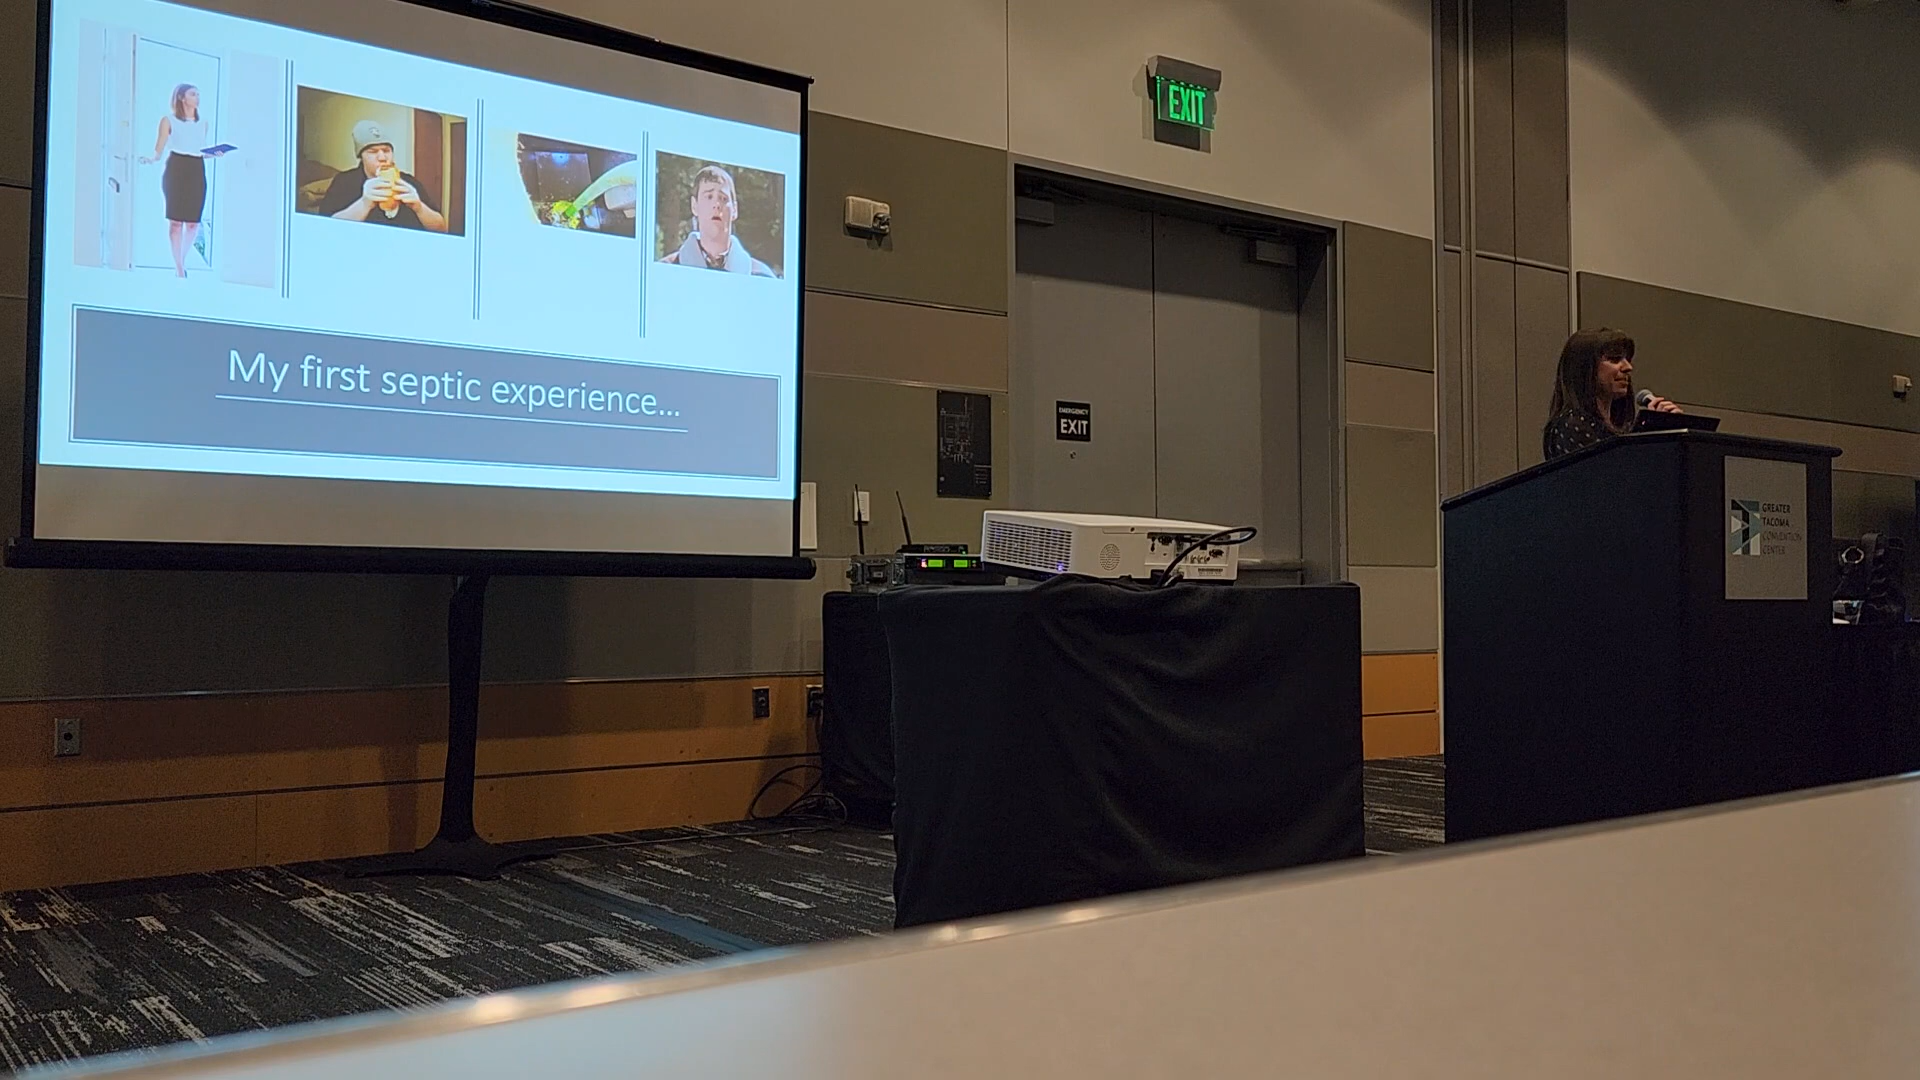 My first septic experience...
EXIT
EMERGENCY
EXIT
GREATER
TACOMA
CONVENTION
CENTER